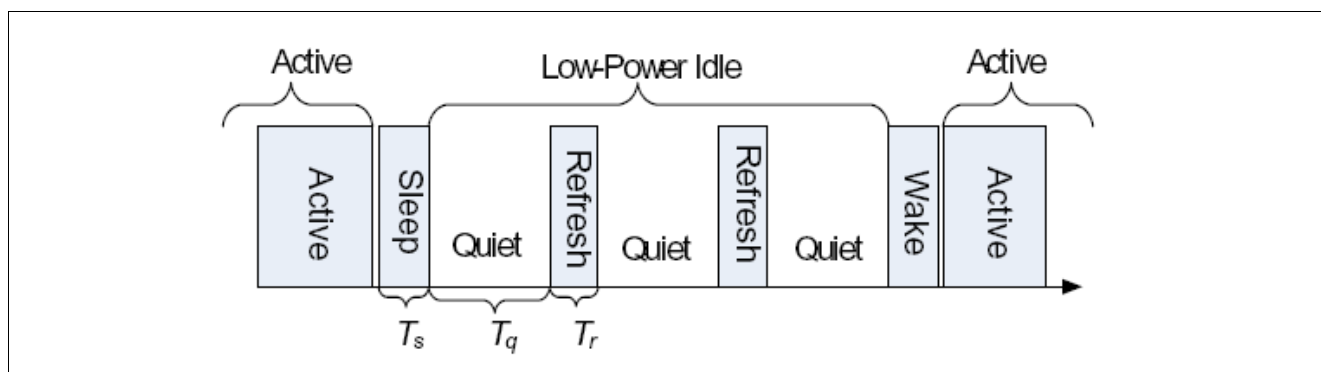 Active Low-Power Idle Active
Active Sleep Quiet Refresh Quiet Refresh Quiet Wake Active
Ts Tq Tr